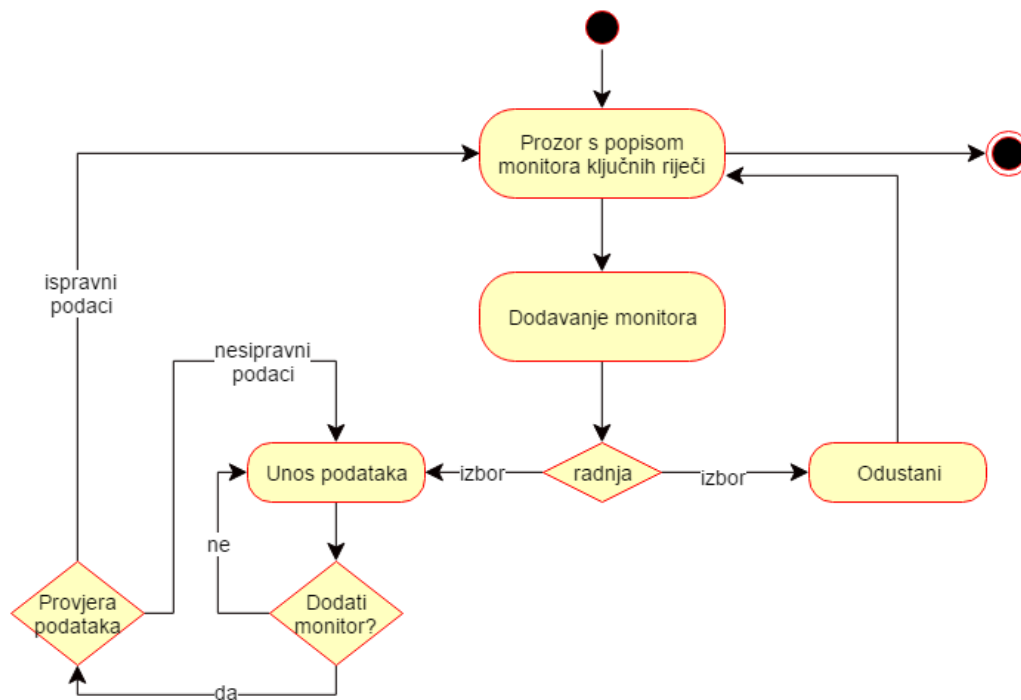 Prozor s popisom
monitora ključnih riječi
ispravni
podaci
Dodavanje monitora
nesipravni
podaci
Unos podataka
izbor
radnja
izbor
Odustani
ne
Provjera
podataka
Dodati
monitor?
da